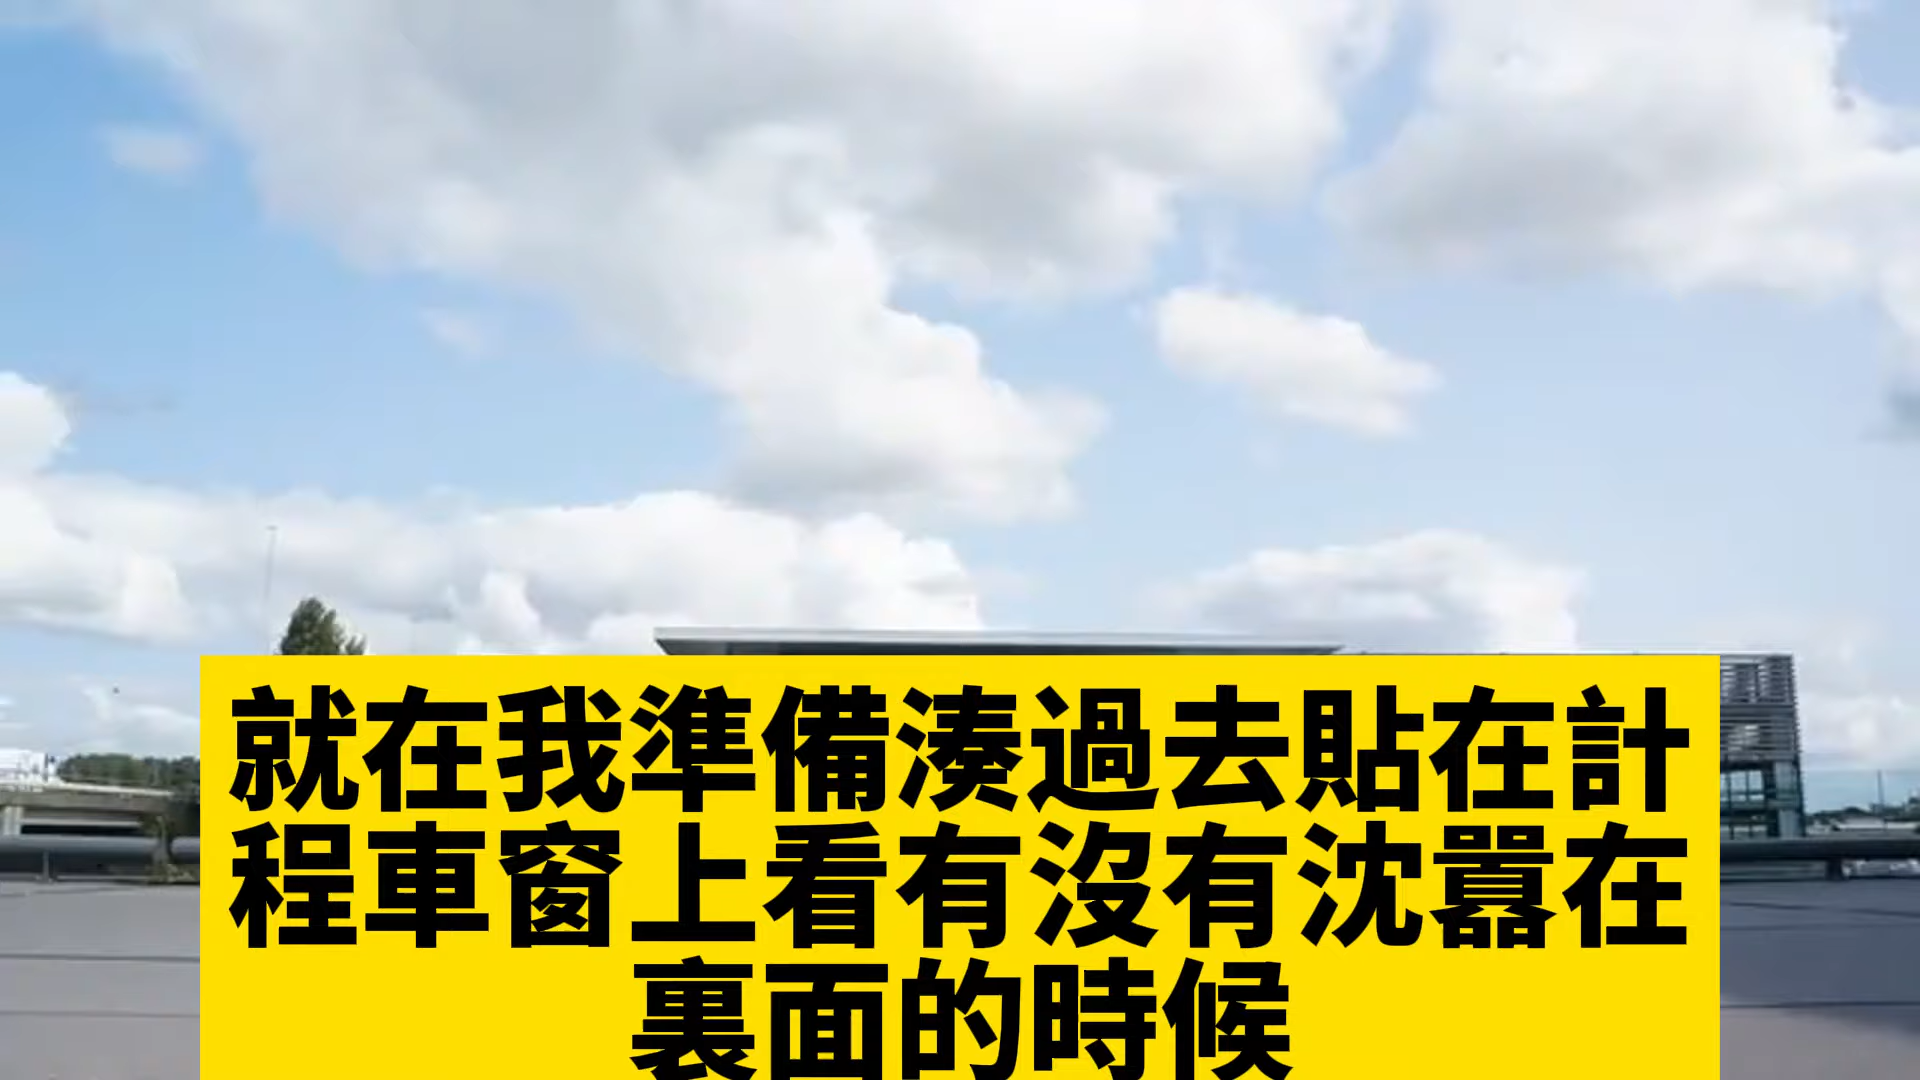 就在我準備湊過去貼在計
程車窗上看有沒有沈囂在
裏面的時候